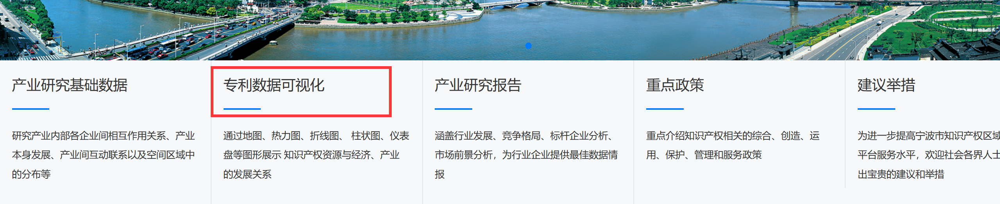 产业研究基础数据
研究产业内部各企业间相互作用关系、产业
本身发展、产业间互动联系以及空间区域中
的分布等
专利数据可视化
通过地图、热力图、折线图、 柱状图、仪表
盘等图形展示 知识产权资源与经济、产业
的发展关系
产业研究报告
涵盖行业发展、竞争格局、标杆企业分析、
市场前景分析，为行业企业提供最佳数据情
报
重点政策
重点介绍知识产权相关的综合、创造、运
用、保护、管理和服务政策
建议举措
为进一步提高宁波市知识产权区域
平台服务水平，欢迎社会各界人士
出宝贵的建议和举措